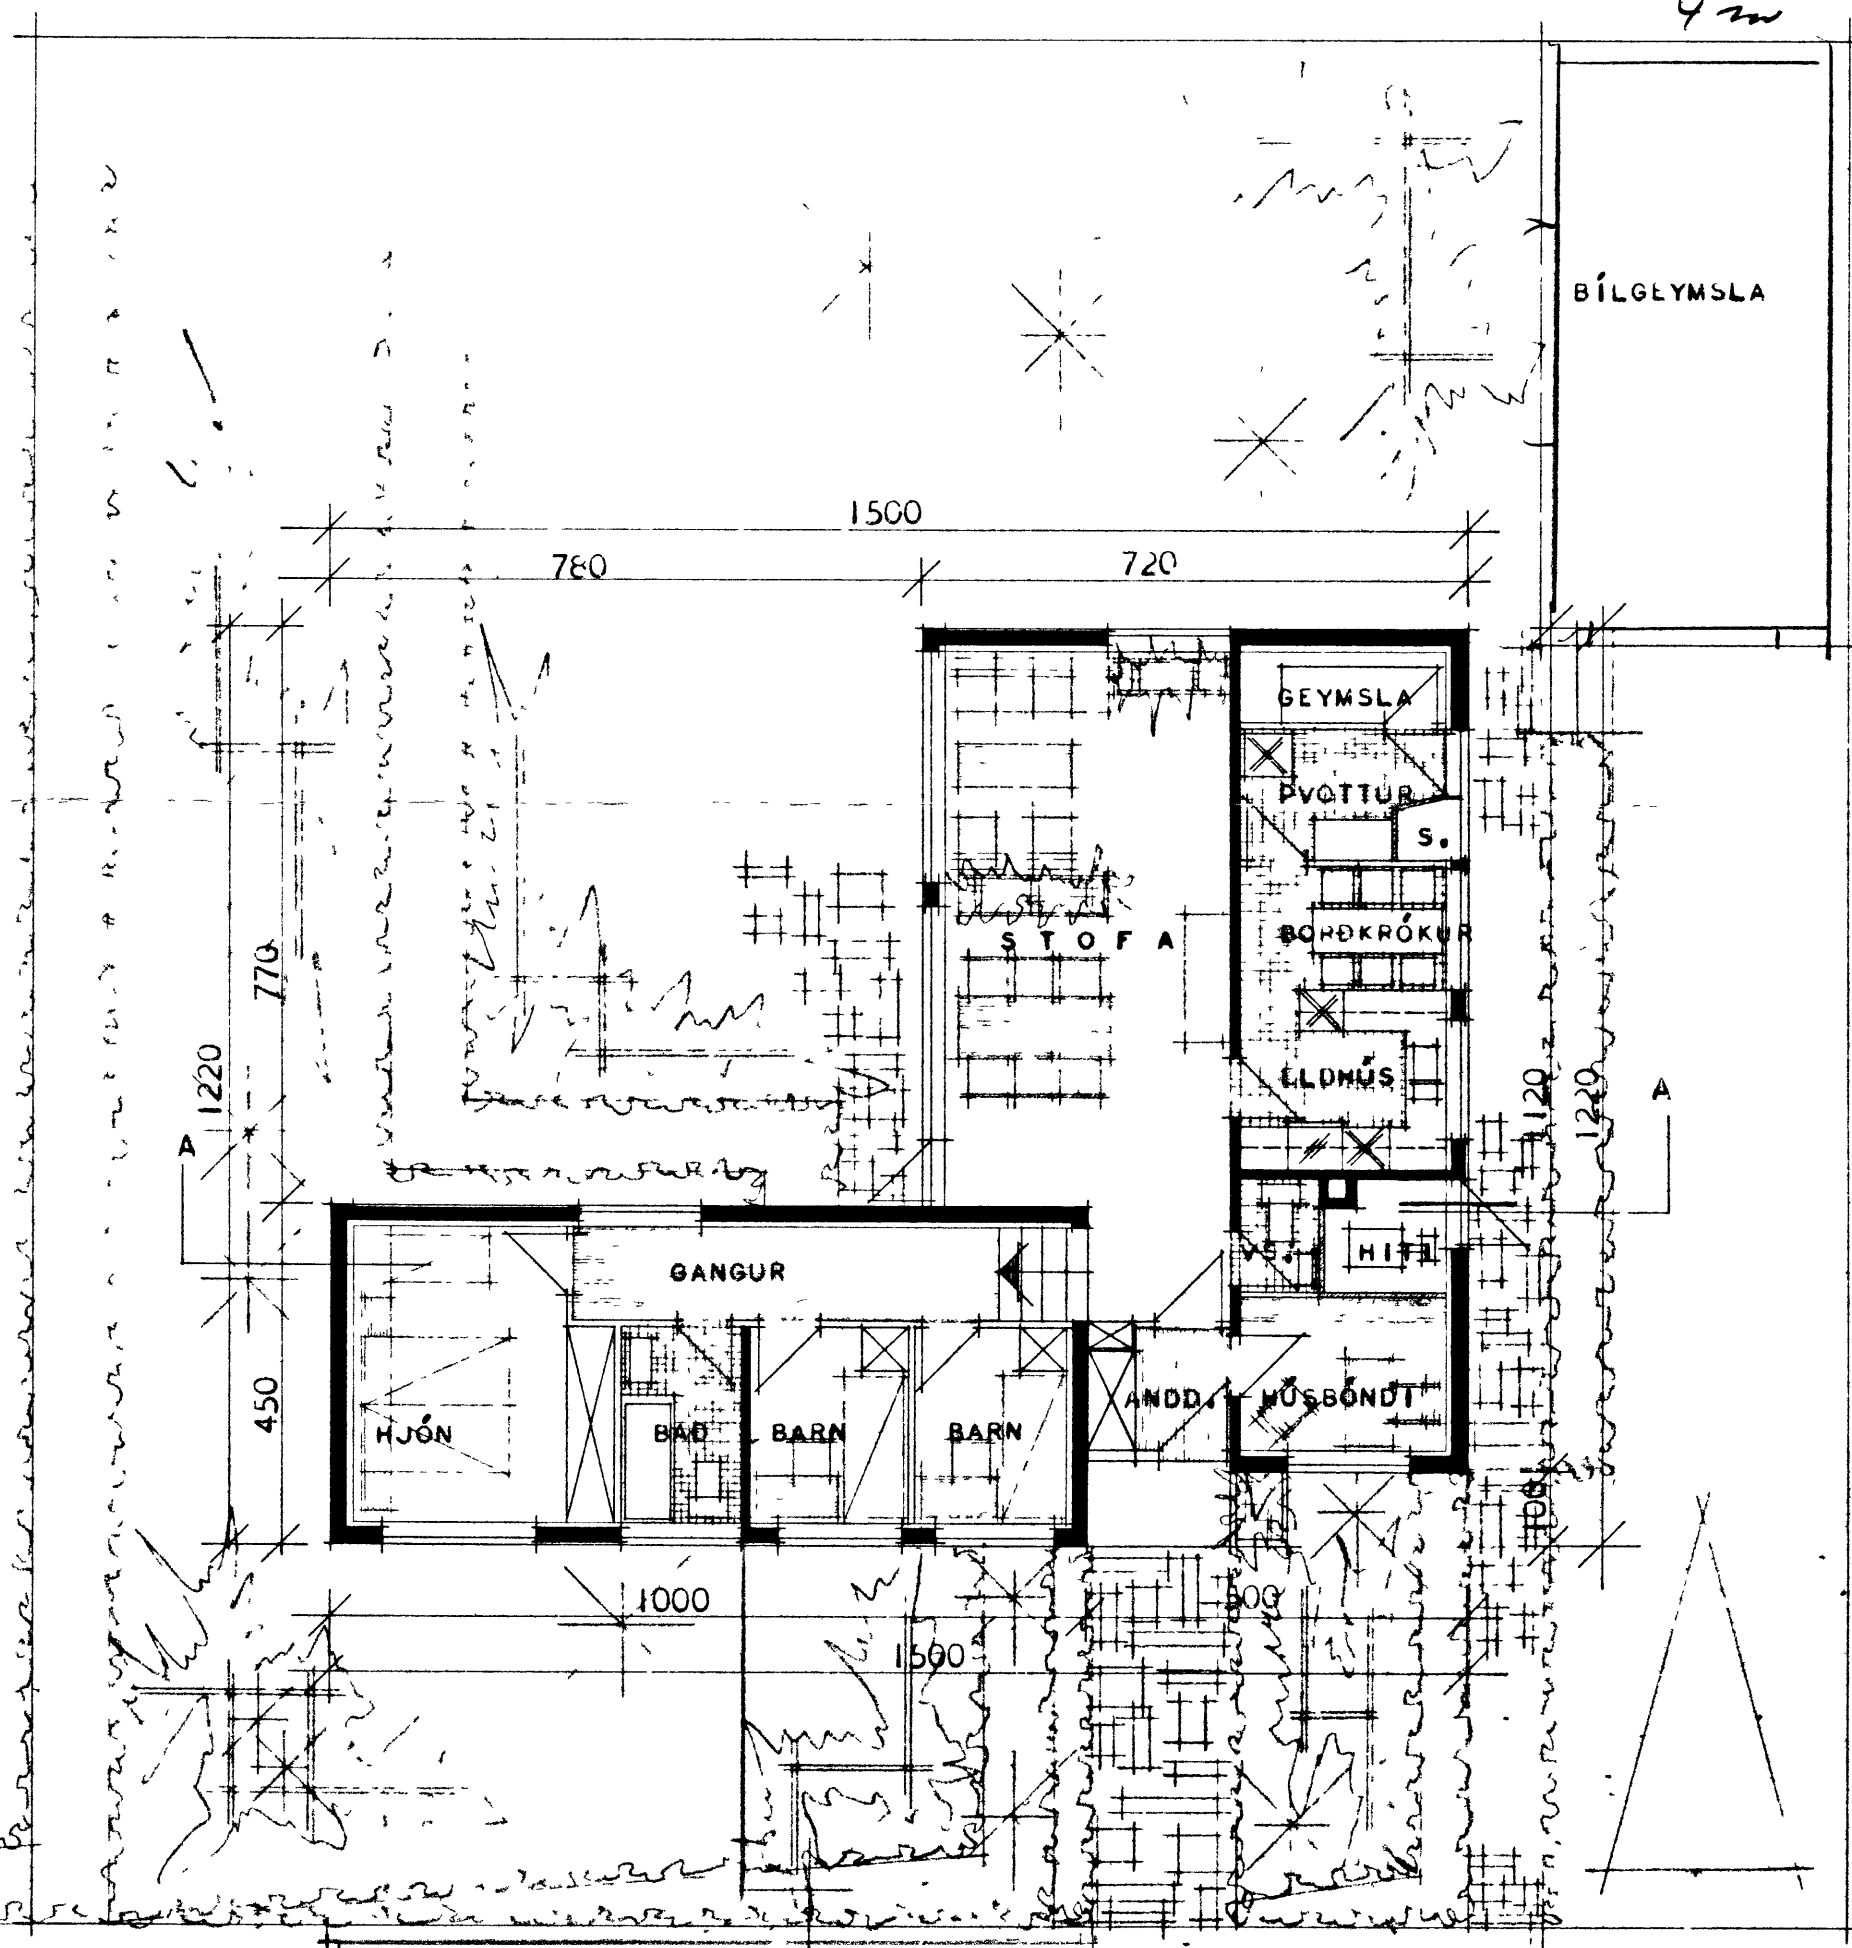 4 m
BÍLGEYMSLA
1500
780
720
GEYMSLA
ÞVOTTUR
S.
BORÐKRÓKUR
STOFA
770
1220
ELDHÚS
1120
1220
A
A
GANGUR
VS.
HITI
ANDD.
HÚSBÓNDI
450
HJÓN
BAÐ
BARN
BARN
100
1000
500
1500